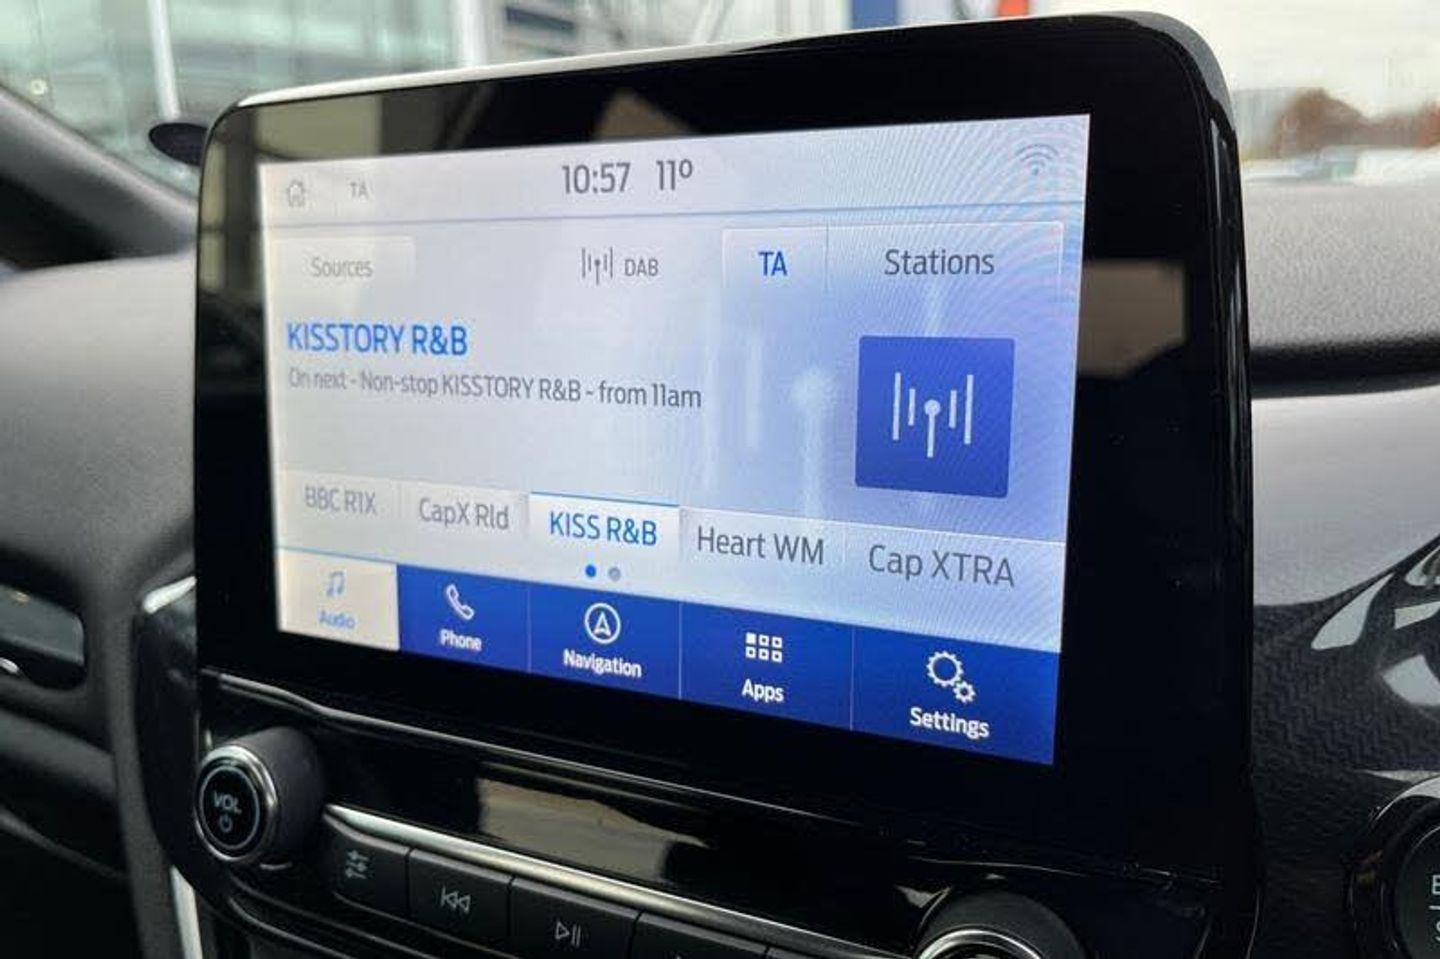 TA 10:57 11º
Sources DAB TA Stations
KISSTORY R&B
On next - Non-stop KISSTORY R&B - from 11am
BBC R1X CapX Rld KISS R&B Heart WM Cap XTRA
Audio Phone Navigation Apps Settings
VOL